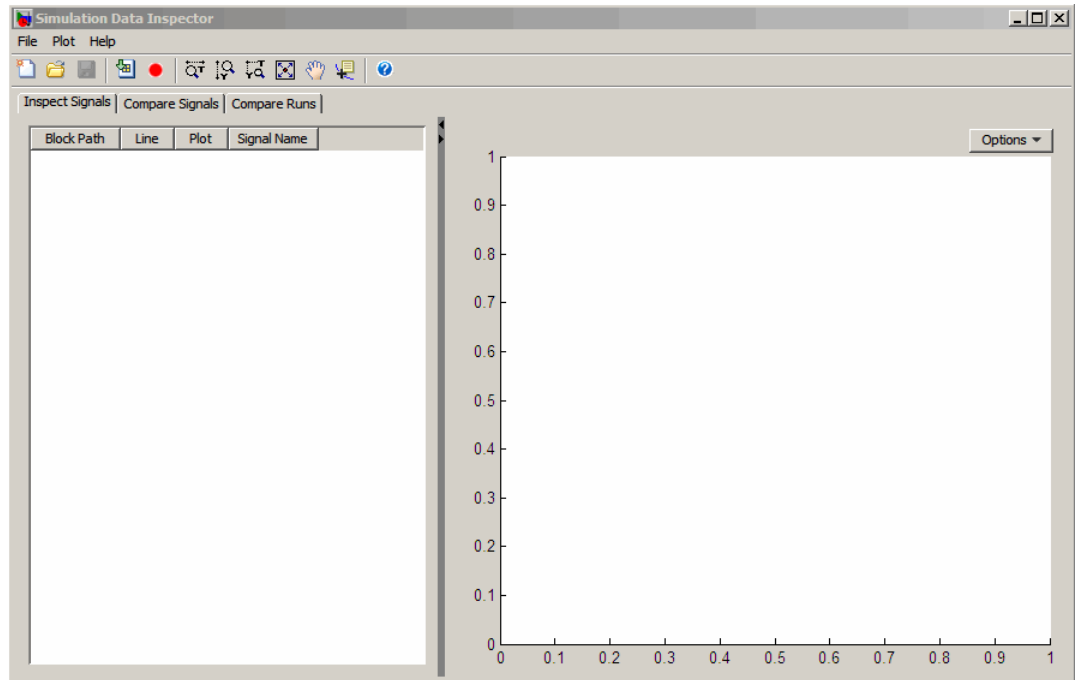 Simulation Data Inspector
File Plot Help
Inspect Signals Compare Signals Compare Runs
Block Path Line Plot Signal Name
Options
1
0.9
0.8
0.7
0.6
0.5
0.4
0.3
0.2
0.1
0
0 0.1 0.2 0.3 0.4 0.5 0.6 0.7 0.8 0.9 1